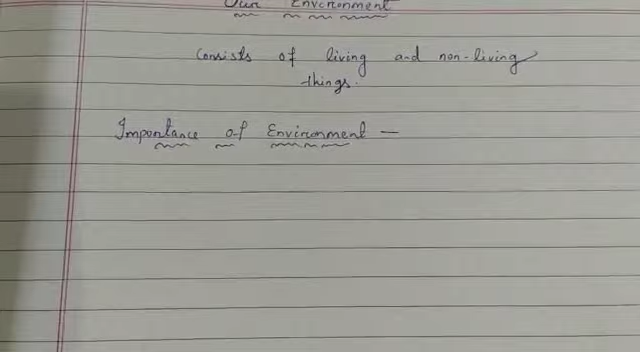 Our Environment
Consists of living and non-living
things.
Importance of Environment —